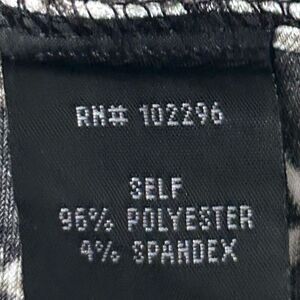 RN# 102296
SELF
96% POLYESTER
4% SPANDEX